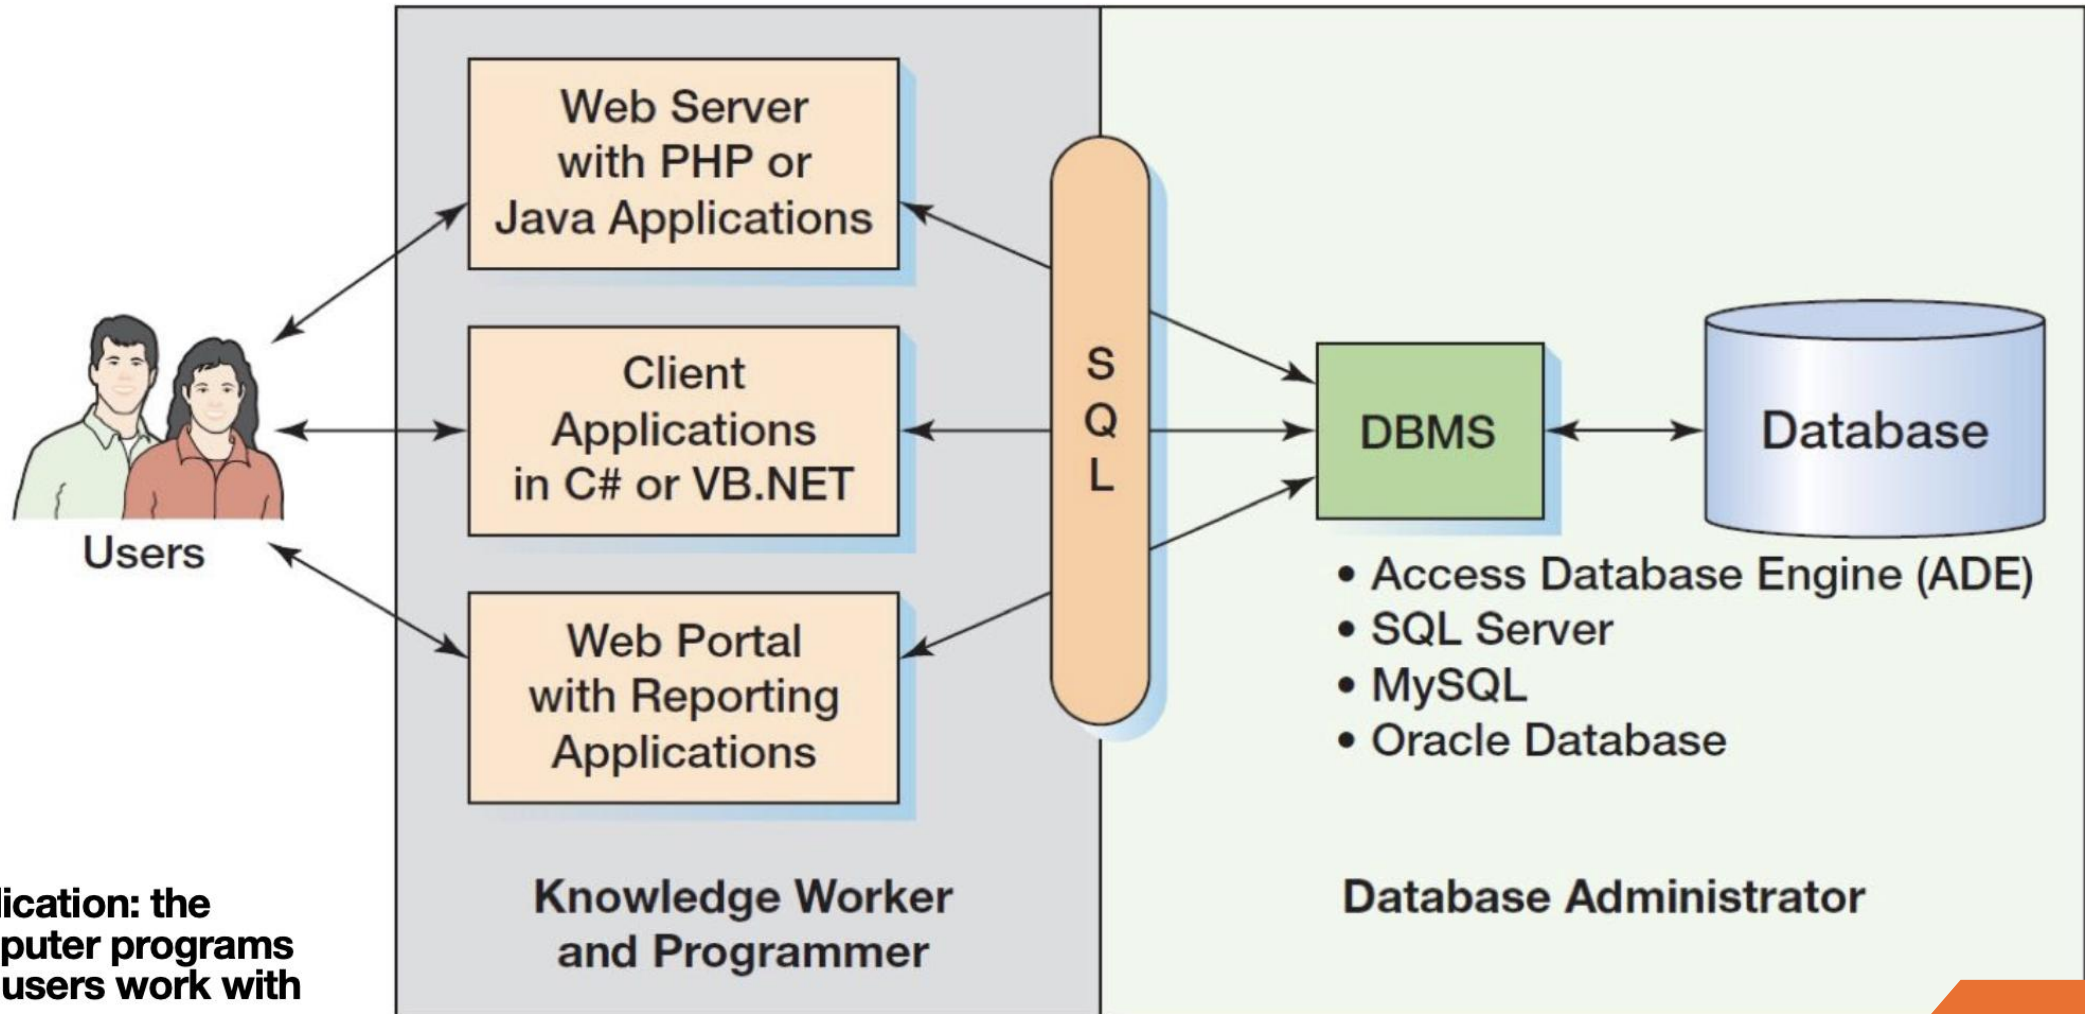 Web Server
with PHP or
Java Applications
Client
Applications
in C# or VB.NET
Web Portal
with Reporting
Applications
Knowledge Worker
and Programmer
S
Q
L
DBMS
Database
• Access Database Engine (ADE)
• SQL Server
• MySQL
• Oracle Database
Database Administrator
Users
lication: the
puter programs
users work with